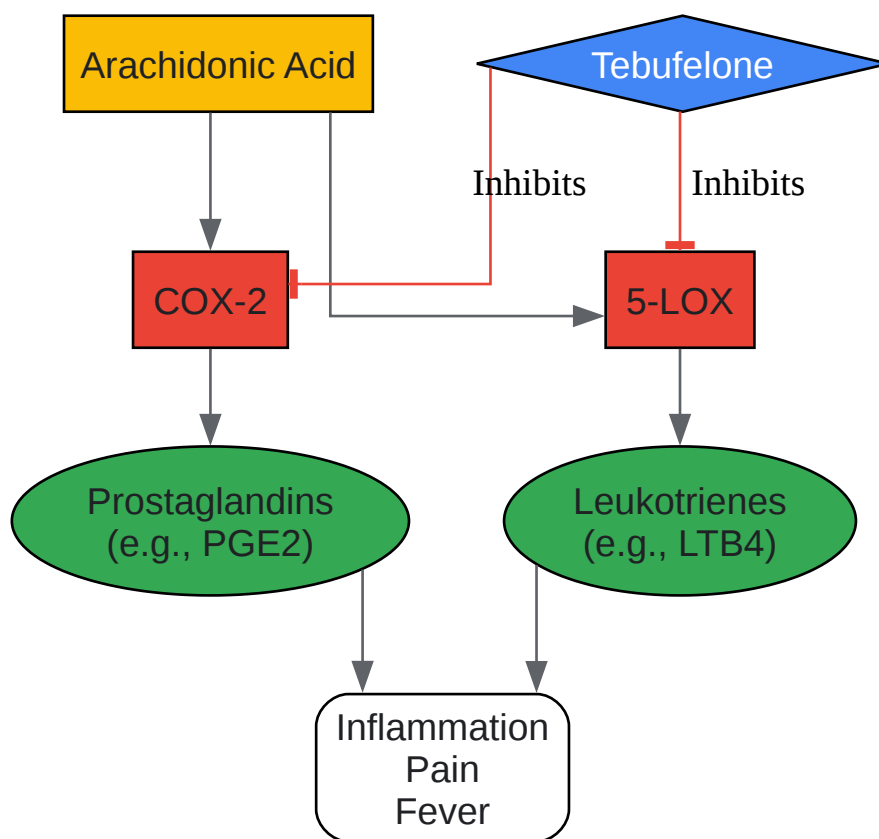 Arachidonic Acid
Tebufelone
Inhibits
Inhibits
COX-2
5-LOX
Prostaglandins
(e.g., PGE2)
Leukotrienes
(e.g., LTB4)
Inflammation
Pain
Fever